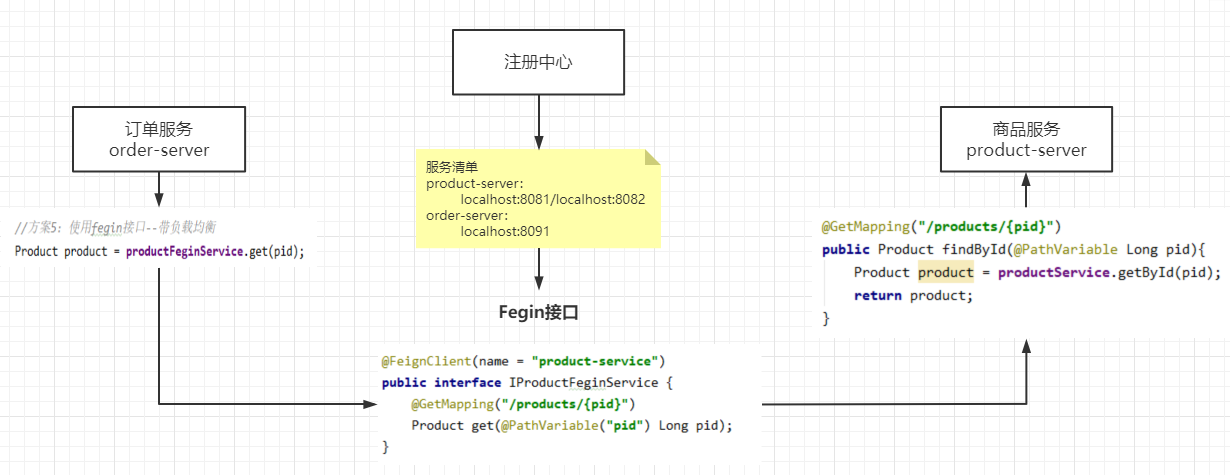 注册中心
订单服务
order-server
商品服务
product-server
服务清单
product-server:
localhost:8081/localhost:8082
order-server:
localhost:8091
//方案5: 使用fegin接口--带负载均衡
Product product = productFeginService.get(pid);
@GetMapping("/products/{pid}")
public Product findById(@PathVariable Long pid){
Product product = productService.getById(pid);
return product;
}
Fegin接口
@FeignClient(name = "product-service")
public interface IProductFeginService {
@GetMapping("/products/{pid}")
Product get(@PathVariable("pid") Long pid);
}